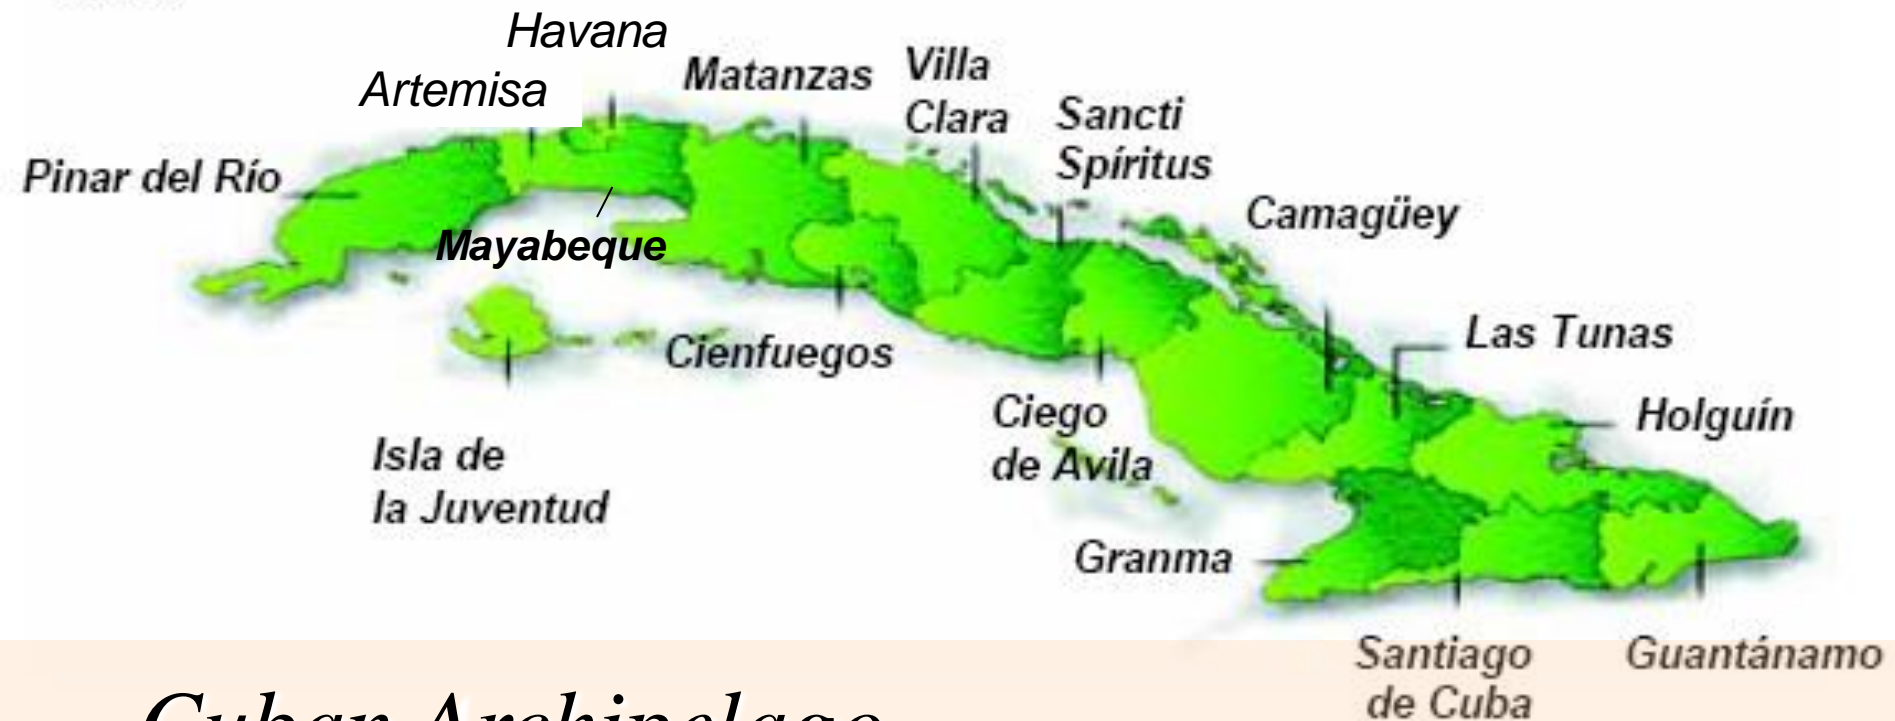 Havana
Artemisa
Matanzas
Villa
Clara
Sancti
Spíritus
Pinar del Río
Camagüey
Mayabeque
Las Tunas
Cienfuegos
Ciego
de Avila
Holguín
Isla de
la Juventud
Granma
Santiago
de Cuba
Guantánamo
Cuban Archipelago